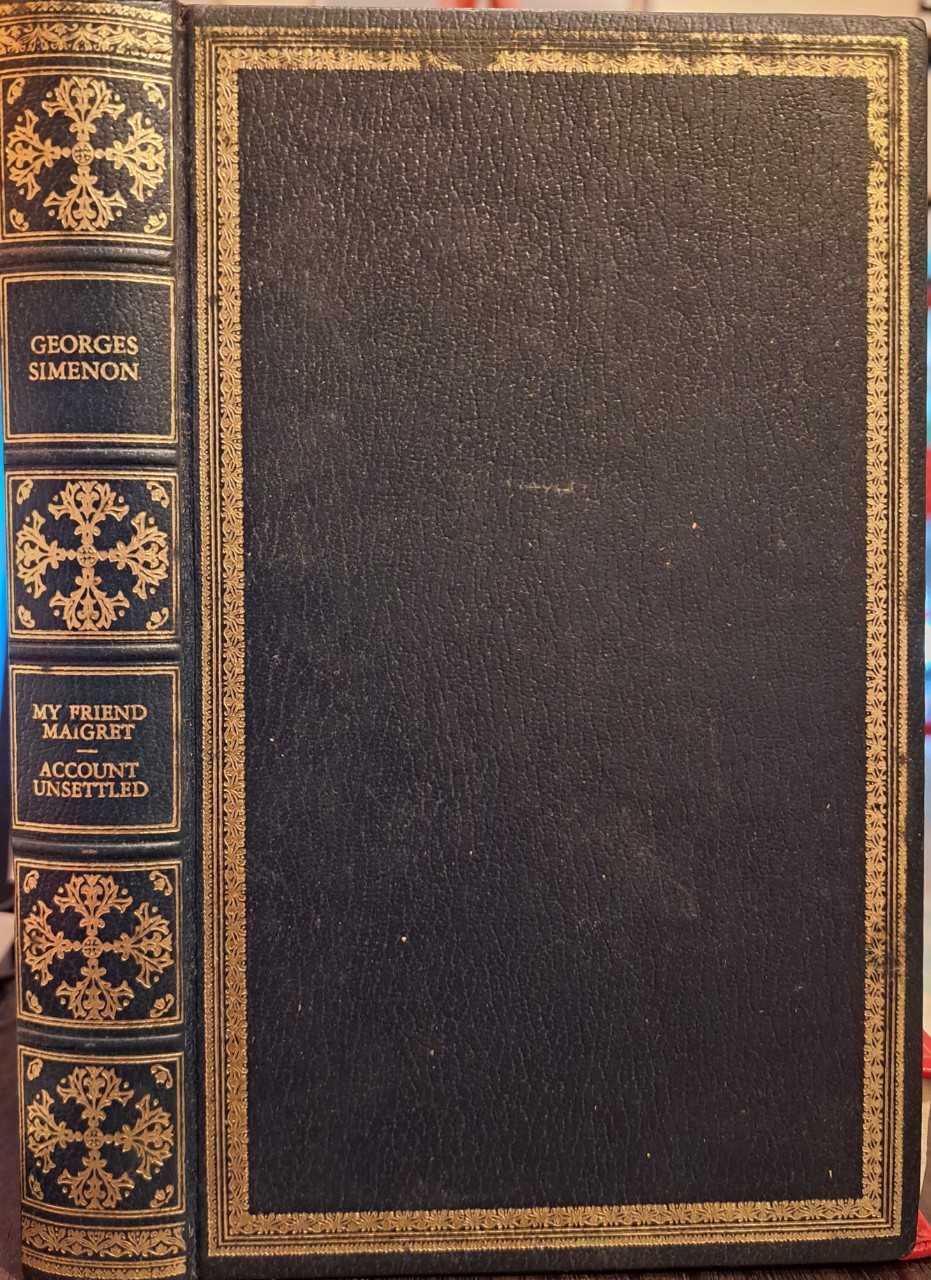 GEORGES
SIMENON
MY FRIEND
MAIGRET
—
ACCOUNT
UNSETTLED